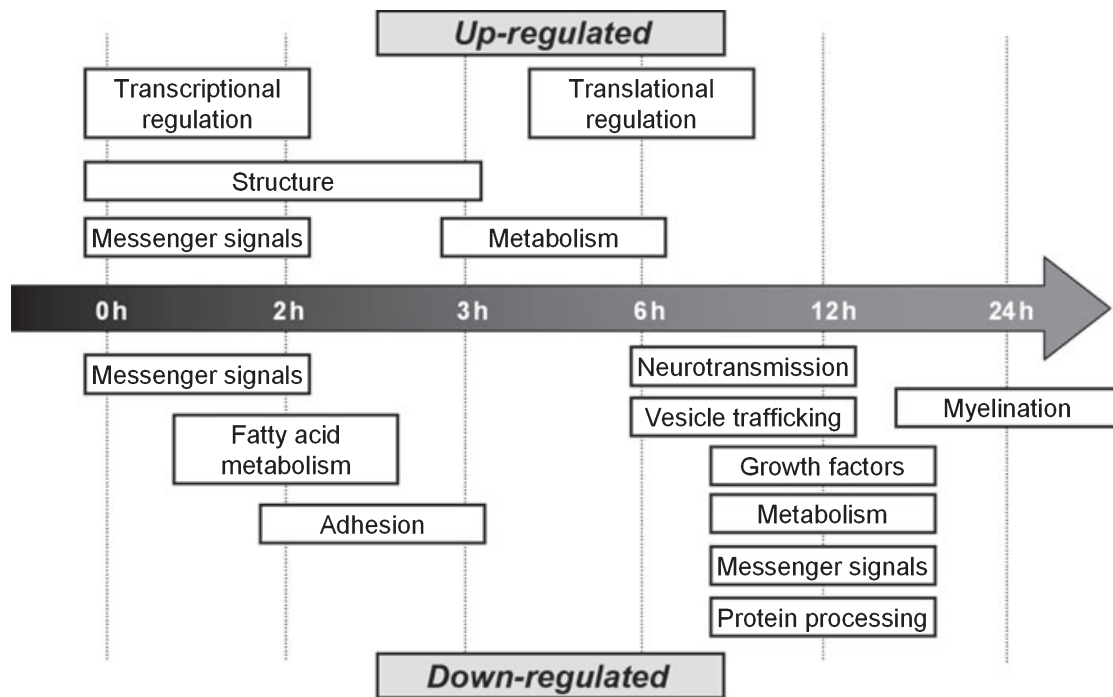 Up-regulated
Transcriptional
regulation
Translational
regulation
Structure
Messenger signals
Metabolism
0h
2h
3h
6h
12h
24h
Messenger signals
Neurotransmission
Myelination
Vesicle trafficking
Fatty acid
metabolism
Growth factors
Adhesion
Metabolism
Messenger signals
Protein processing
Down-regulated